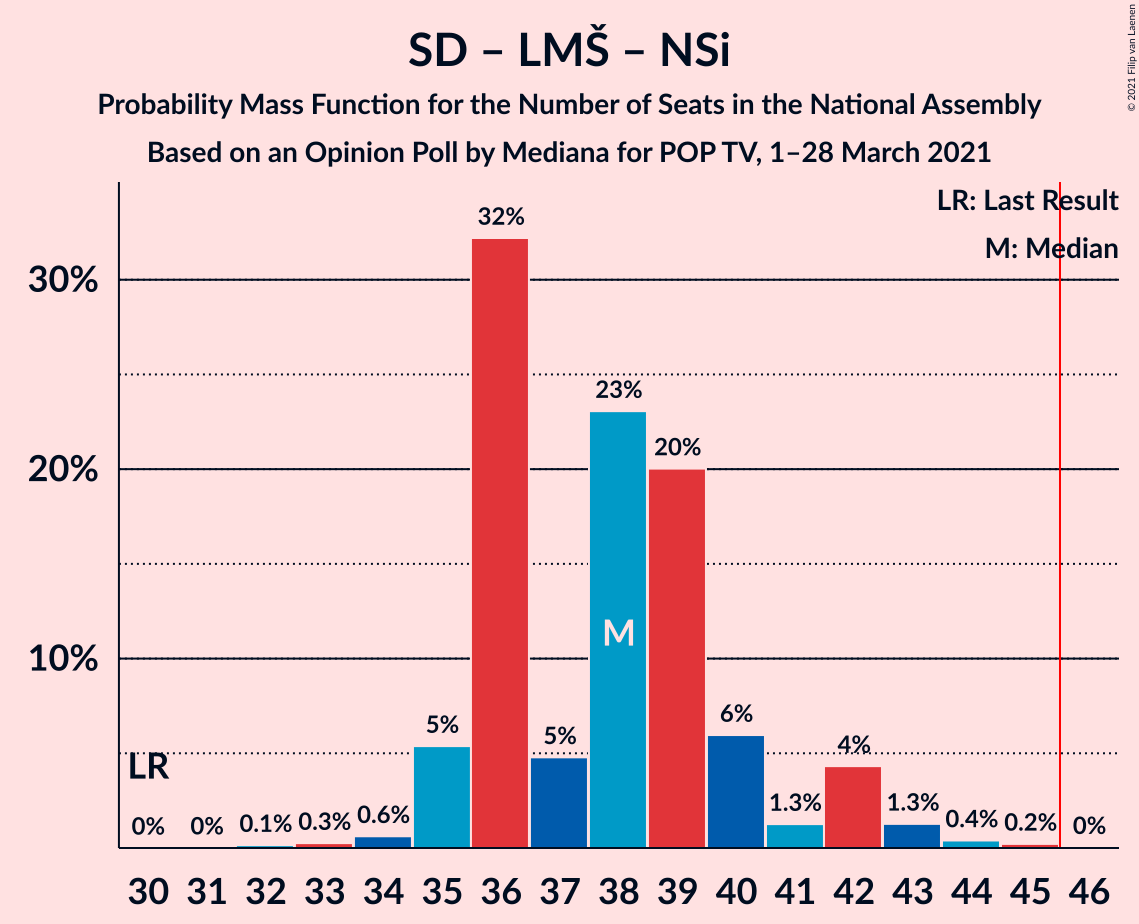 SD – LMŠ – NSi
Probability Mass Function for the Number of Seats in the National Assembly
Based on an Opinion Poll by Mediana for POP TV, 1–28 March 2021
© 2021 Filip van Laenen
LR: Last Result
M: Median
30%
20%
10%
LR
M
0% 0% 0.1% 0.3% 0.6% 5% 32% 5% 23% 20% 6% 1.3% 4% 1.3% 0.4% 0.2% 0%
30 31 32 33 34 35 36 37 38 39 40 41 42 43 44 45 46